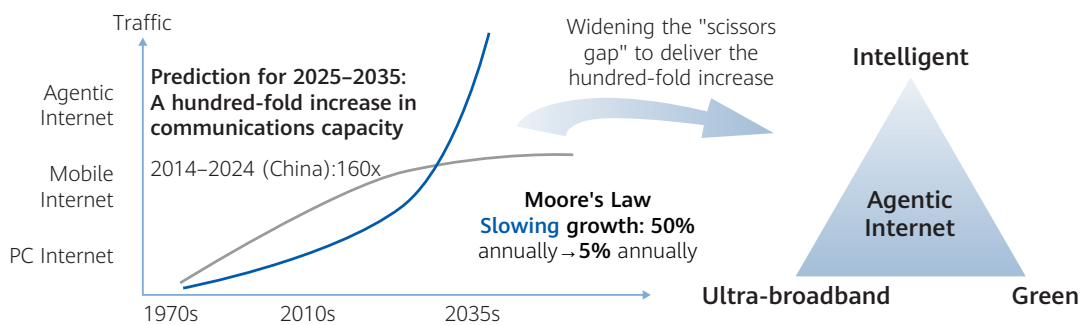 Traffic
Agentic
Internet
Mobile
Internet
PC Internet
Prediction for 2025–2035:
A hundred-fold increase in
communications capacity
2014–2024 (China):160x
1970s
2010s
2035s
Moore's Law
Slowing growth: 50%
annually→5% annually
Widening the "scissors
gap" to deliver the
hundred-fold increase
Intelligent
Agentic
Internet
Ultra-broadband
Green